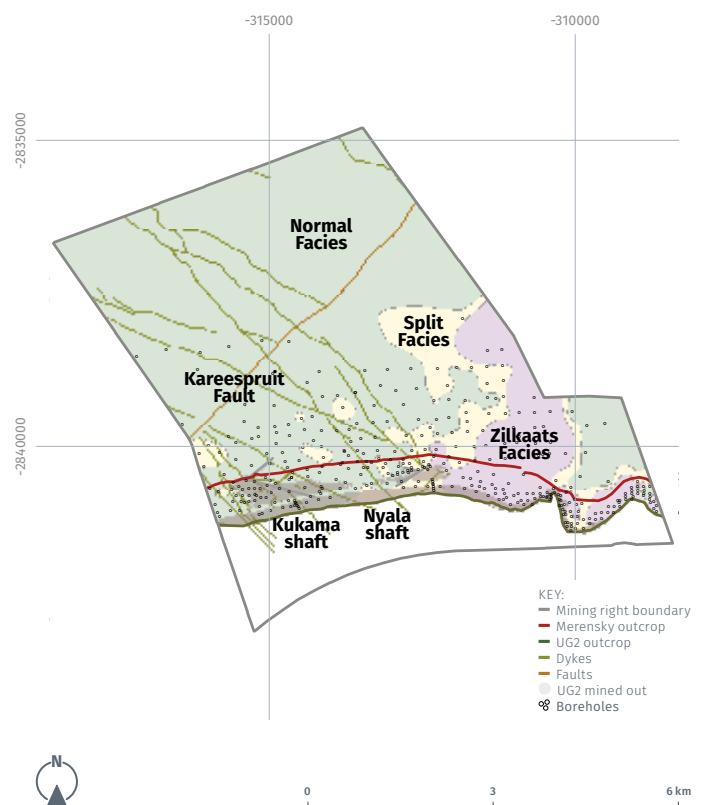 -315000
-310000
-2835000
Normal
Facies
Split
Facies
Kareespruit
Fault
Zilkaats
Facies
-2840000
Kukama
shaft
Nyala
shaft
KEY:
Mining right boundary
Merensky outcrop
UG2 outcrop
Dykes
Faults
UG2 mined out
Boreholes
N
0
3
6 km